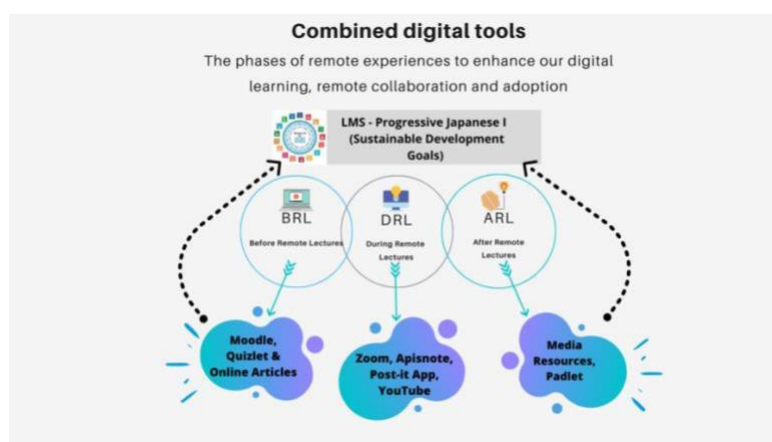 Combined digital tools
The phases of remote experiences to enhance our digital
learning, remote collaboration and adoption
LMS - Progressive Japanese I
(Sustainable Development
Goals)
BRL
Before Remote Lectures
DRL
During Remote
Lectures
ARL
After Remote
Lectures
Moodle,
Quizlet &
Online Articles
Zoom, Apisnote,
Post-it App,
YouTube
Media
Resources,
Padlet